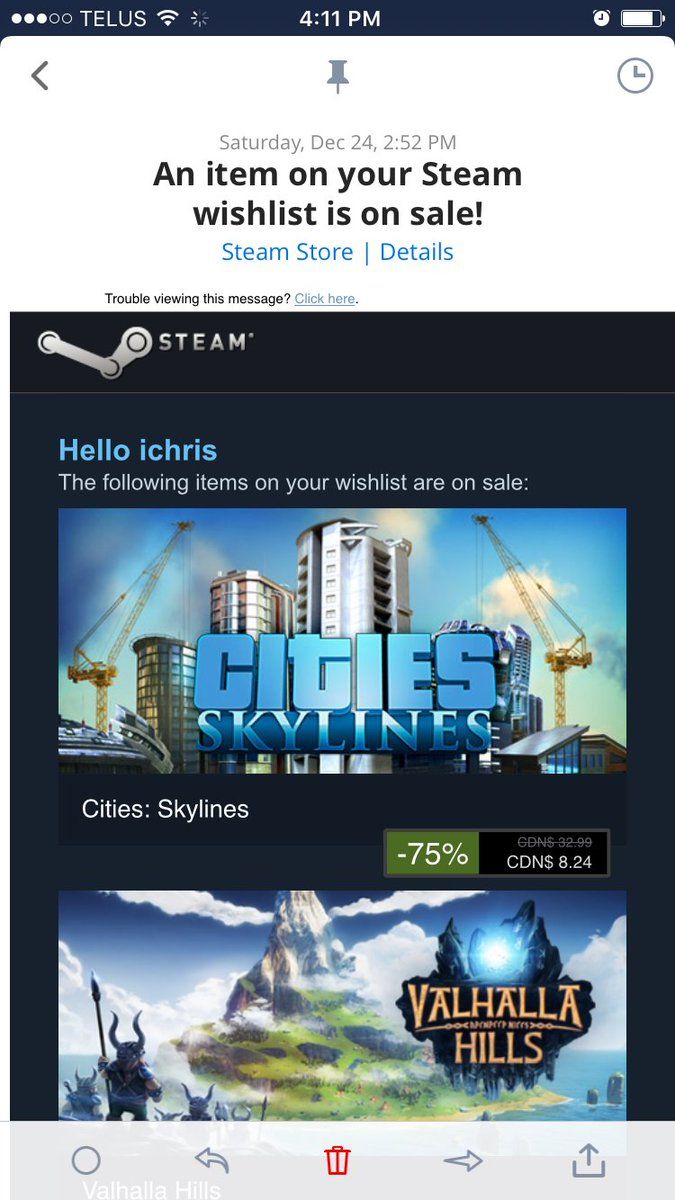 TELUS 4:11 PM
Saturday, Dec 24, 2:52 PM
An item on your Steam
wishlist is on sale!
Steam Store | Details
Trouble viewing this message? Click here.
STEAM
Hello ichris
The following items on your wishlist are on sale:
CITIES
SKYLINES
Cities: Skylines
-75%
CDN$ 32.99
CDN$ 8.24
VALHALLA
HILLS
Valhalla Hills